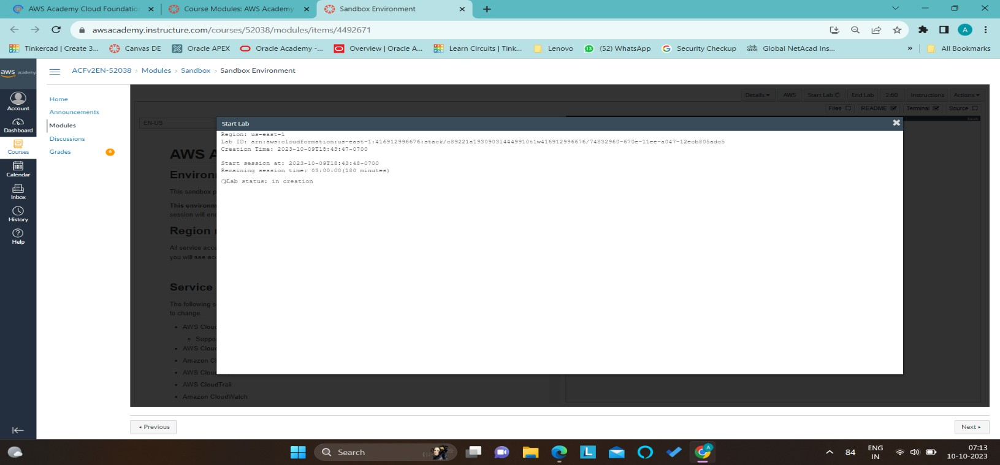 AWS Academy Cloud Foundatio
Course Modules: AWS Academy
Sandbox Environment
awsacademy.instructure.com/courses/52038/modules/items/4492671
A
Tinkercad | Create 3...
Canvas DE
Oracle APEX
Oracle Academy -...
Overview | Oracle A...
Learn Circuits | Tink...
Lenovo
13
(52) WhatsApp
Security Checkup
Global NetAcad Ins...
»
All Bookmarks
aws academy
ACFv2EN-52038 › Modules › Sandbox › Sandbox Environment
Account
Dashboard
Courses
Calendar
Inbox
History
Help
Home
Announcements
Modules
Discussions
Grades
6
Details
AWS
Start Lab
End Lab
2:60
Instructions
Actions
Files
README
Terminal
Source
EN-US
Start Lab
Region: us-east-1
Lab ID: arn:aws:cloudformation:us-east-1:416912996676:stack/c89221a193090314449910t1w416912996676/74832960-670e-11ee-a047-12ecb805adc5
Creation Time: 2023-10-09T18:43:47-0700
Start session at: 2023-10-09T18:43:48-0700
Remaining session time: 03:00:00(180 minutes)
Lab status: in creation
AWS A
Environ
This sandbox p
This environm
session will en
Region
All service acce
you will see ac
Service
The following s
to change
• AWS Clou
Suppo
• AWS Clou
• Amazon Cl
• AWS Clou
• AWS CloudTrail
• Amazon CloudWatch
Previous
Next
Search
L
A
84
ENG
IN
07:13
10-10-2023